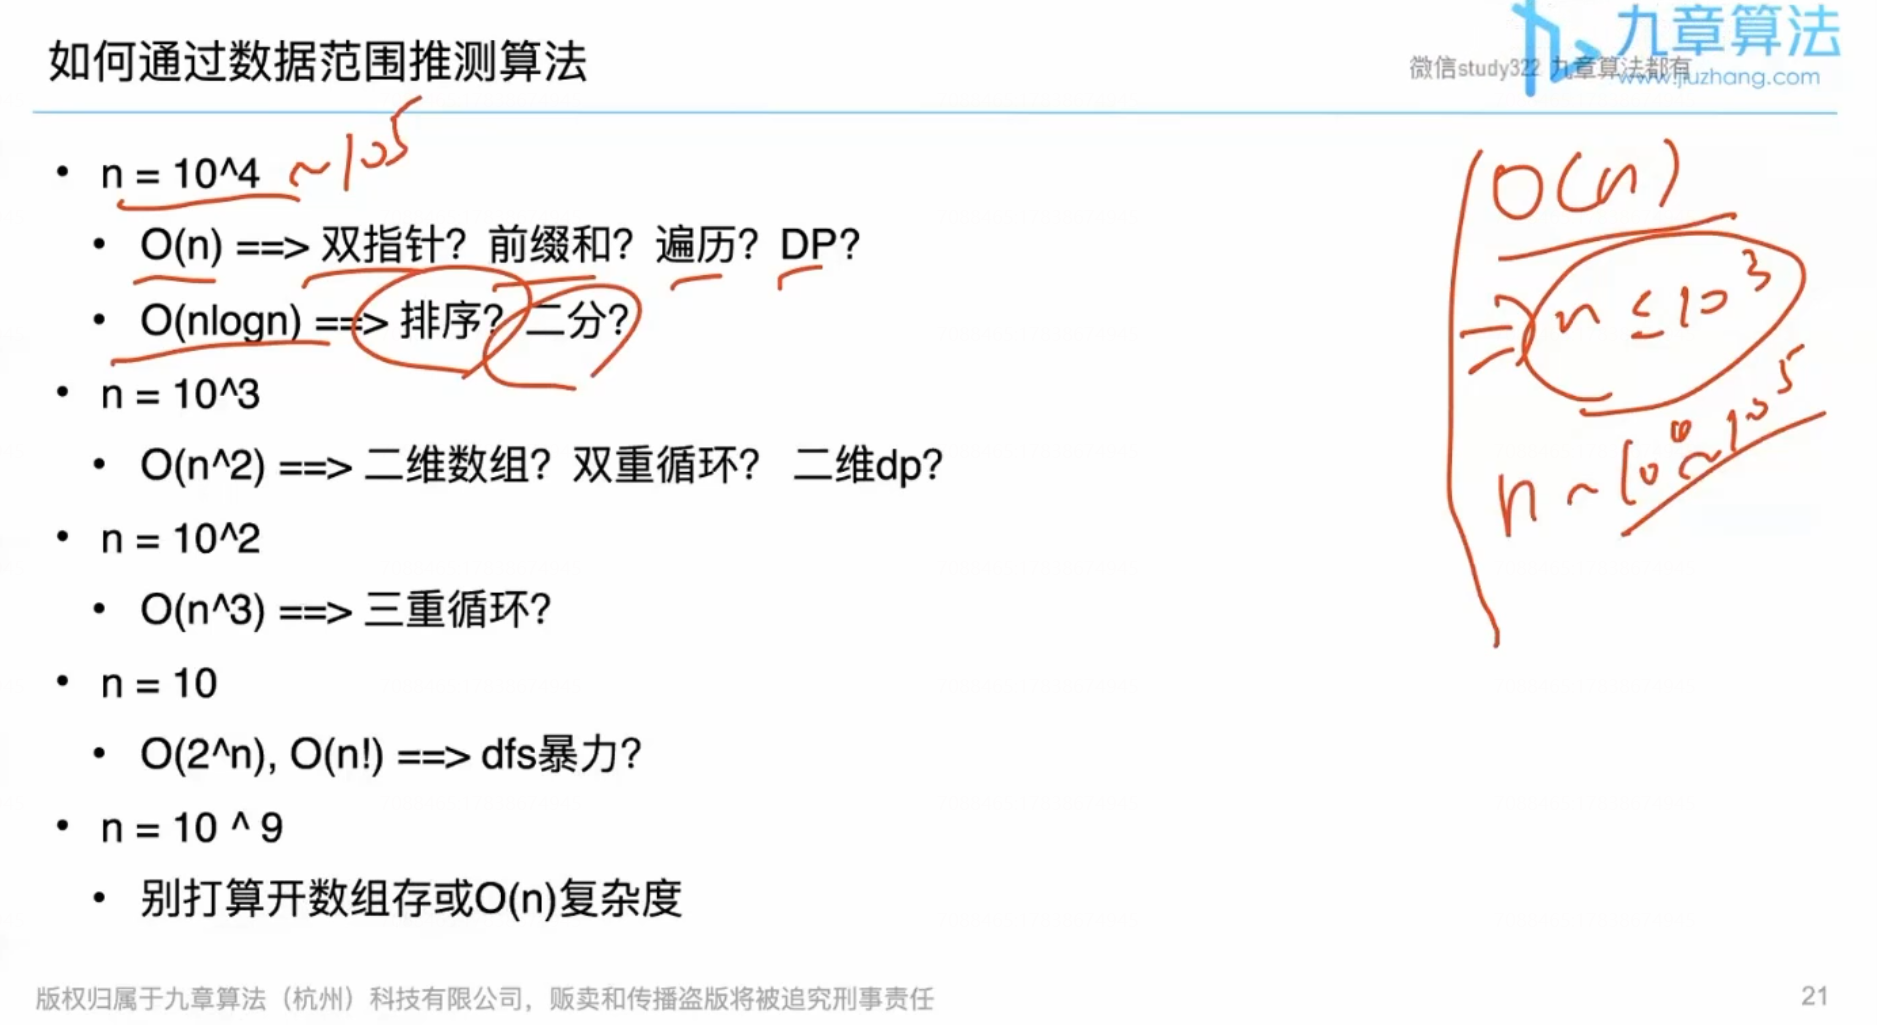 如何通过数据范围推测算法
微信study322 九章算法都有
九章算法
www.jiuzhang.com
• n = 10^4 ~10^5
• O(n) ==> 双指针？前缀和？遍历？DP？
• O(nlogn) ==> 排序？二分？
• n = 10^3
• O(n^2) ==> 二维数组？双重循环？ 二维dp？
• n = 10^2
• O(n^3) ==> 三重循环？
• n = 10
• O(2^n), O(n!) ==> dfs暴力？
• n = 10 ^ 9
• 别打算开数组存或O(n)复杂度
O(n)
=> n ≤ 10^3
n ~ 10 ~ 10^5
版权归属于九章算法（杭州）科技有限公司，贩卖和传播盗版将被追究刑事责任
21